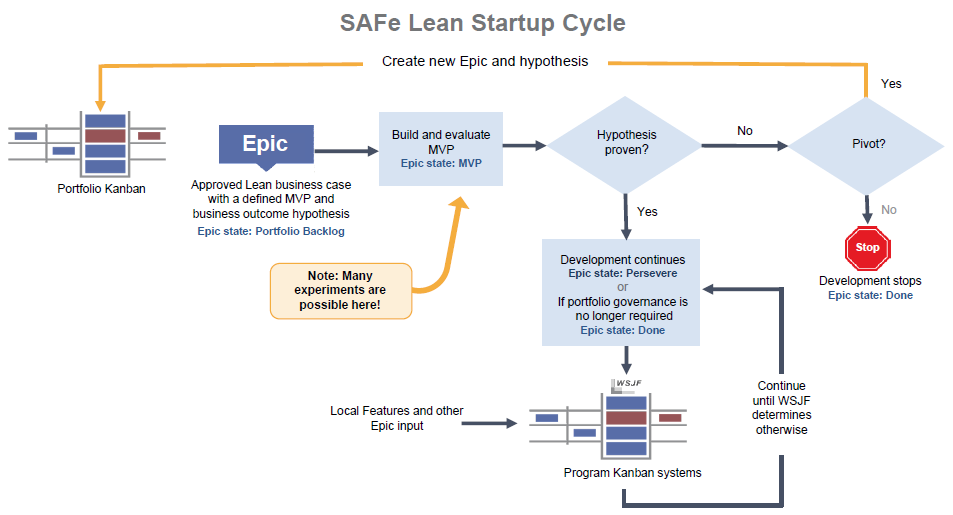 SAFe Lean Startup Cycle
Create new Epic and hypothesis
Yes
Portfolio Kanban
Epic
Approved Lean business case
with a defined MVP and
business outcome hypothesis
Epic state: Portfolio Backlog
Build and evaluate
MVP
Epic state: MVP
Hypothesis
proven?
No
Pivot?
Yes
No
Stop
Development stops
Epic state: Done
Note: Many
experiments are
possible here!
Development continues
Epic state: Persevere
or
If portfolio governance is
no longer required
Epic state: Done
WSJF
Local Features and other
Epic input
Program Kanban systems
Continue
until WSJF
determines
otherwise